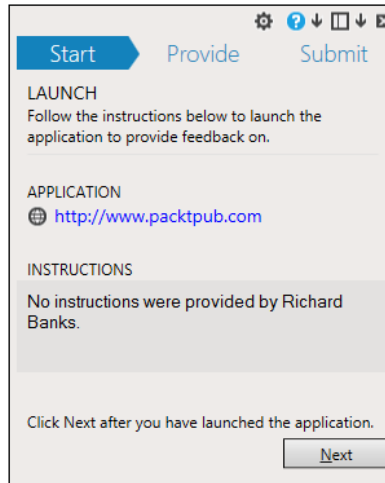 Start Provide Submit
LAUNCH
Follow the instructions below to launch the
application to provide feedback on.
APPLICATION
http://www.packtpub.com
INSTRUCTIONS
No instructions were provided by Richard
Banks.
Click Next after you have launched the application.
Next